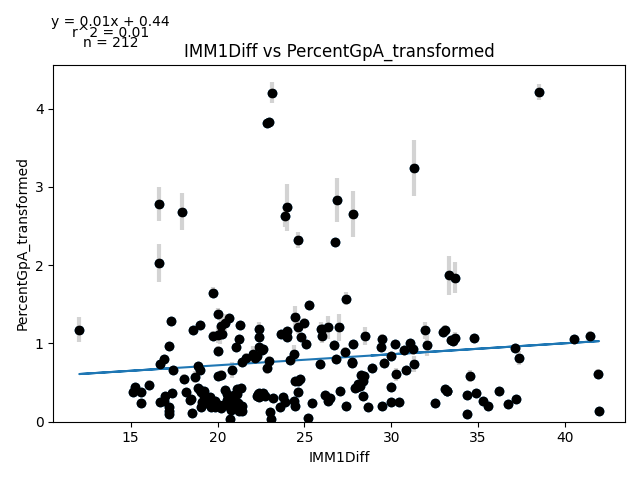 y = 0.01x + 0.44
r^2 = 0.01
n = 212
IMM1Diff vs PercentGpA_transformed
PercentGpA_transformed
4
3
2
1
0
15 20 25 30 35 40
IMM1Diff